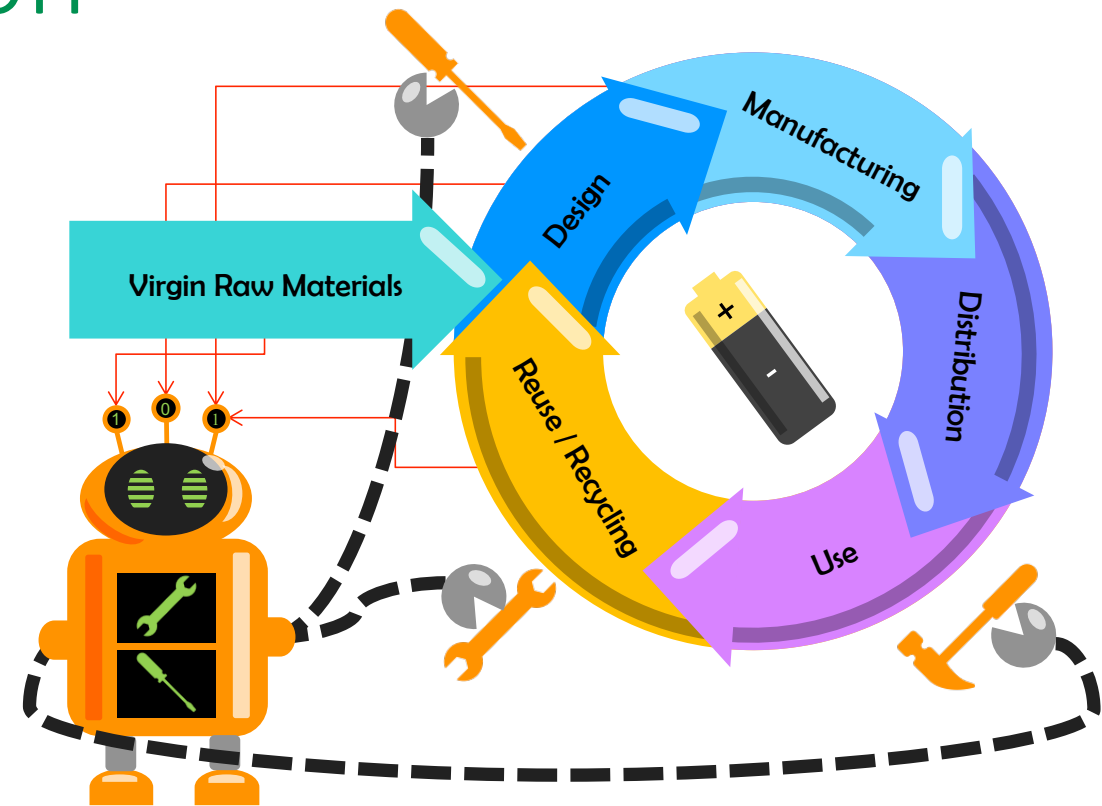 Manufacturing
Design
Virgin Raw Materials
Distribution
+
-
Reuse / Recycling
1
0
1
Use